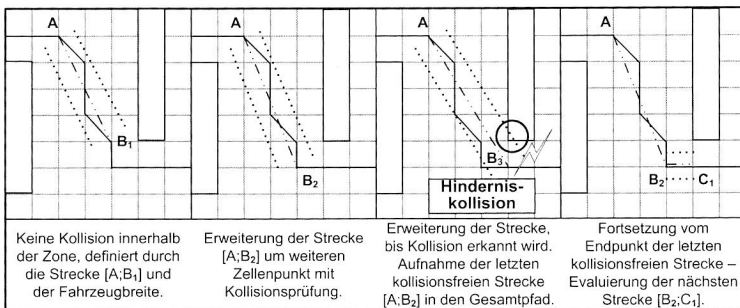 A
B1
Keine Kollision innerhalb
der Zone, definiert durch
die Strecke [A;B1] und
der Fahrzeugbreite.
A
B2
Erweiterung der Strecke
[A;B2] um weiteren
Zellenpunkt mit
Kollisionsprüfung.
A
B3
Hindernis-
kollision
Erweiterung der Strecke,
bis Kollision erkannt wird.
Aufnahme der letzten
kollisionsfreien Strecke
[A;B2] in den Gesamtpfad.
A
B2
C1
Fortsetzung vom
Endpunkt der letzten
kollisionsfreien Strecke –
Evaluierung der nächsten
Strecke [B2;C1].